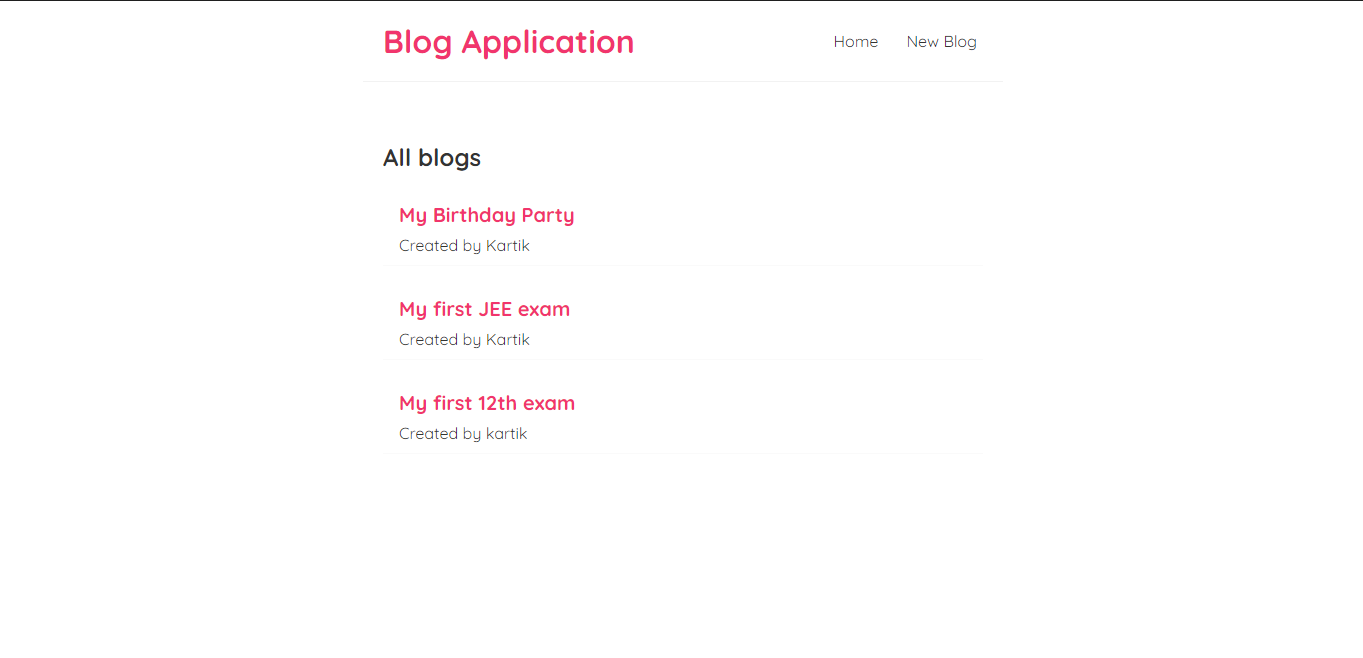 Blog Application
Home
New Blog
All blogs
My Birthday Party
Created by Kartik
My first JEE exam
Created by Kartik
My first 12th exam
Created by kartik